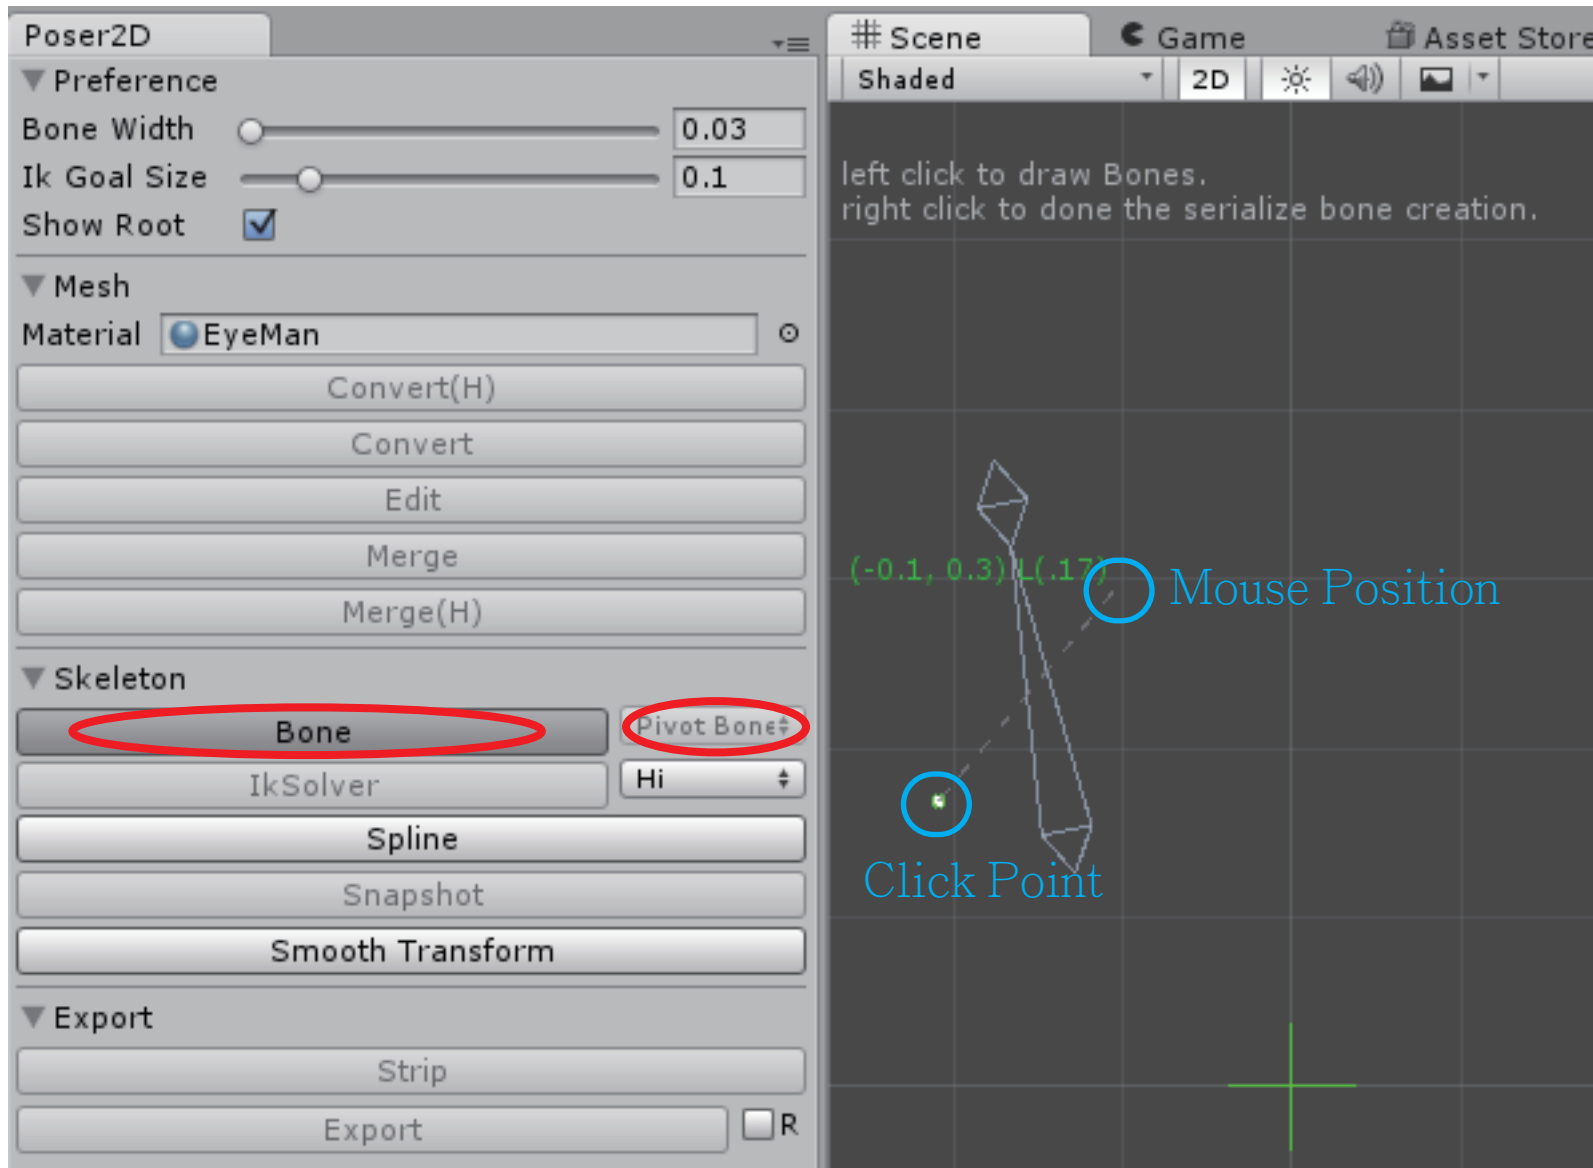 Poser2D
Preference
Bone Width 0.03
Ik Goal Size 0.1
Show Root
Mesh
Material EyeMan
Convert(H)
Convert
Edit
Merge
Merge(H)
Skeleton
Bone Pivot Bone
IkSolver Hi
Spline
Snapshot
Smooth Transform
Export
Strip
Export R
Scene Game Asset Store
Shaded 2D
left click to draw Bones.
right click to done the serialize bone creation.
(-0.1, 0.3) L(.17)
Mouse Position
Click Point